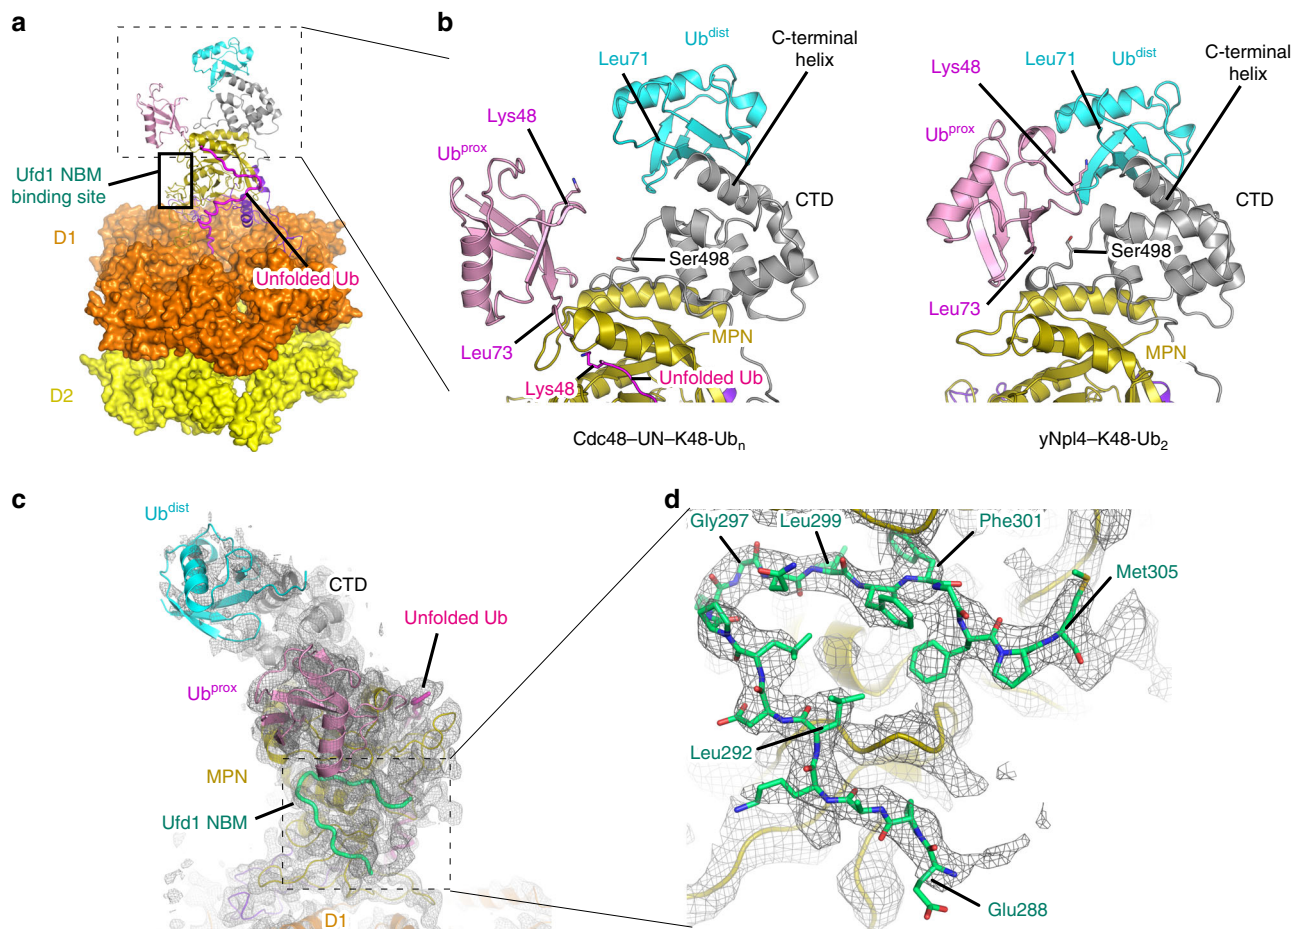 a
Ufd1 NBM
binding site
D1
Unfolded Ub
D2
b
Ub^dist
C-terminal
helix
Leu71
Lys48
Ub^prox
CTD
Ser498
MPN
Leu73
Lys48
Unfolded Ub
Cdc48–UN–K48-Ub_n
Lys48
Leu71
Ub^dist
C-terminal
helix
Ub^prox
CTD
Ser498
Leu73
MPN
yNpl4–K48-Ub_2
c
Ub^dist
CTD
Unfolded Ub
Ub^prox
MPN
Ufd1 NBM
D1
d
Gly297
Leu299
Phe301
Met305
Leu292
Glu288